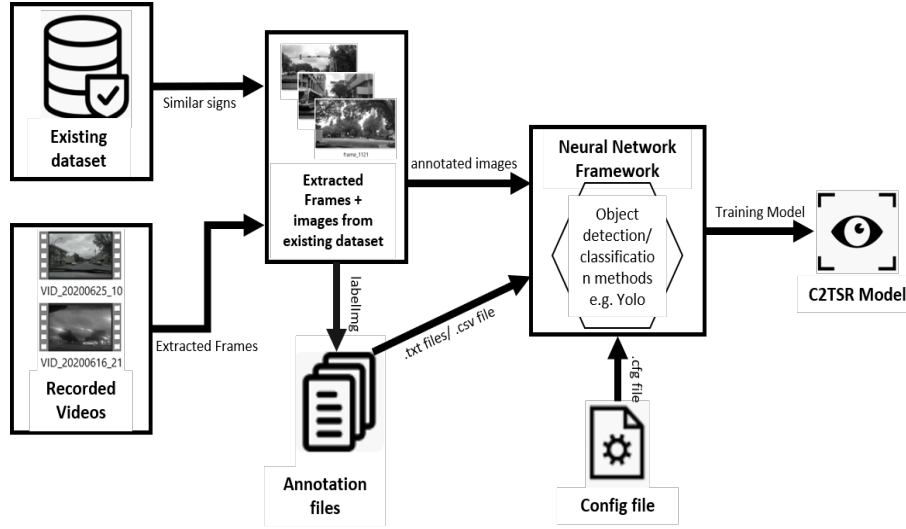 Existing
dataset
Similar signs
VID_20200625_10
VID_20200616_21
Recorded
Videos
Extracted Frames
frame_1121
Extracted
Frames +
images from
existing dataset
labelImg
Annotation
files
annotated images
.txt files/ .csv file
Neural Network
Framework
Object
detection/
classificatio
n methods
e.g. Yolo
.cfg file
Config file
Training Model
C2TSR Model